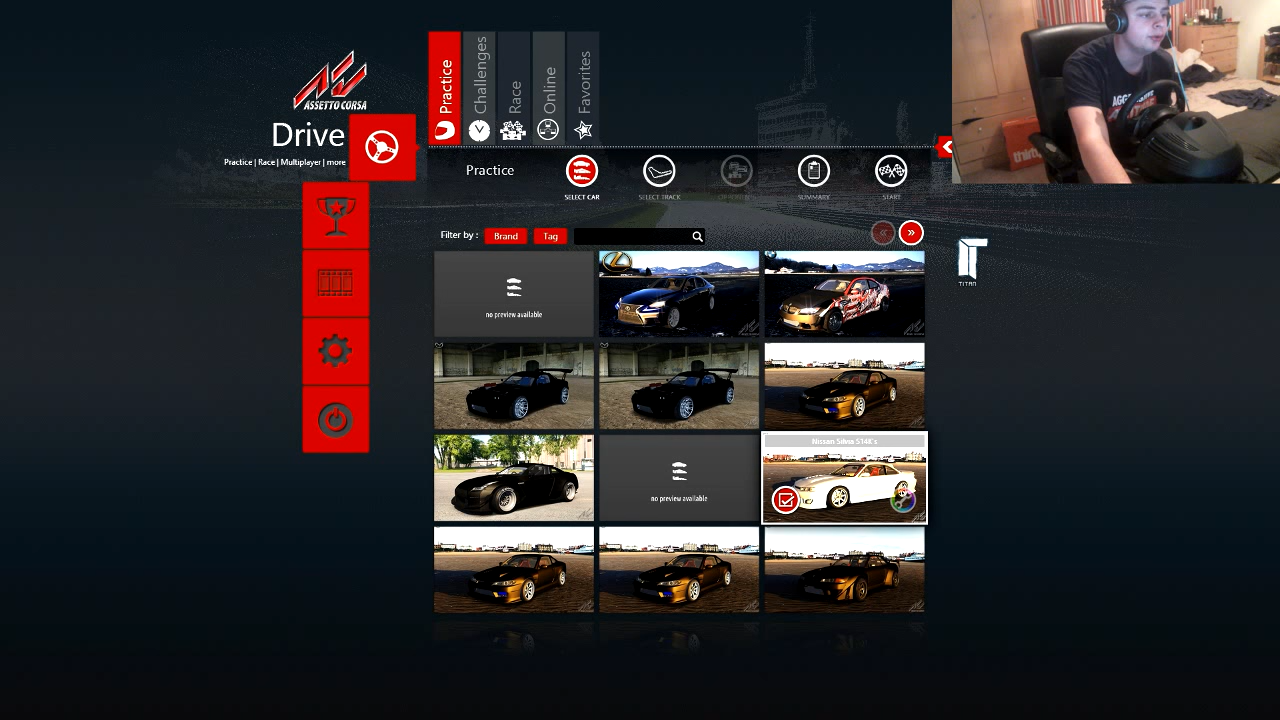 Practice
Challenges
Race
Online
Favorites
ASSETTO CORSA
Drive
Practice | Race | Multiplayer | more
Practice
SELECT CAR
SELECT TRACK
SUMMARY
START
Filter by :
Brand
Tag
no preview available
no preview available
Nissan Silvia S14K's
TITAN